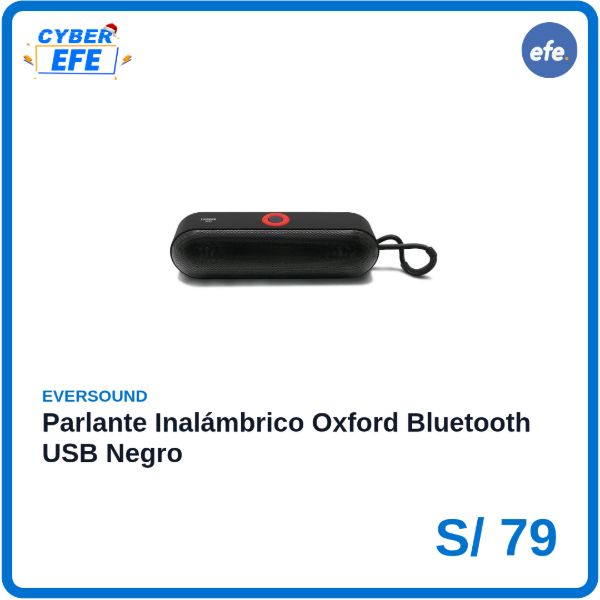 CYBER
EFE
efe.
EVERSOUND
Parlante Inalámbrico Oxford Bluetooth
USB Negro
S/ 79